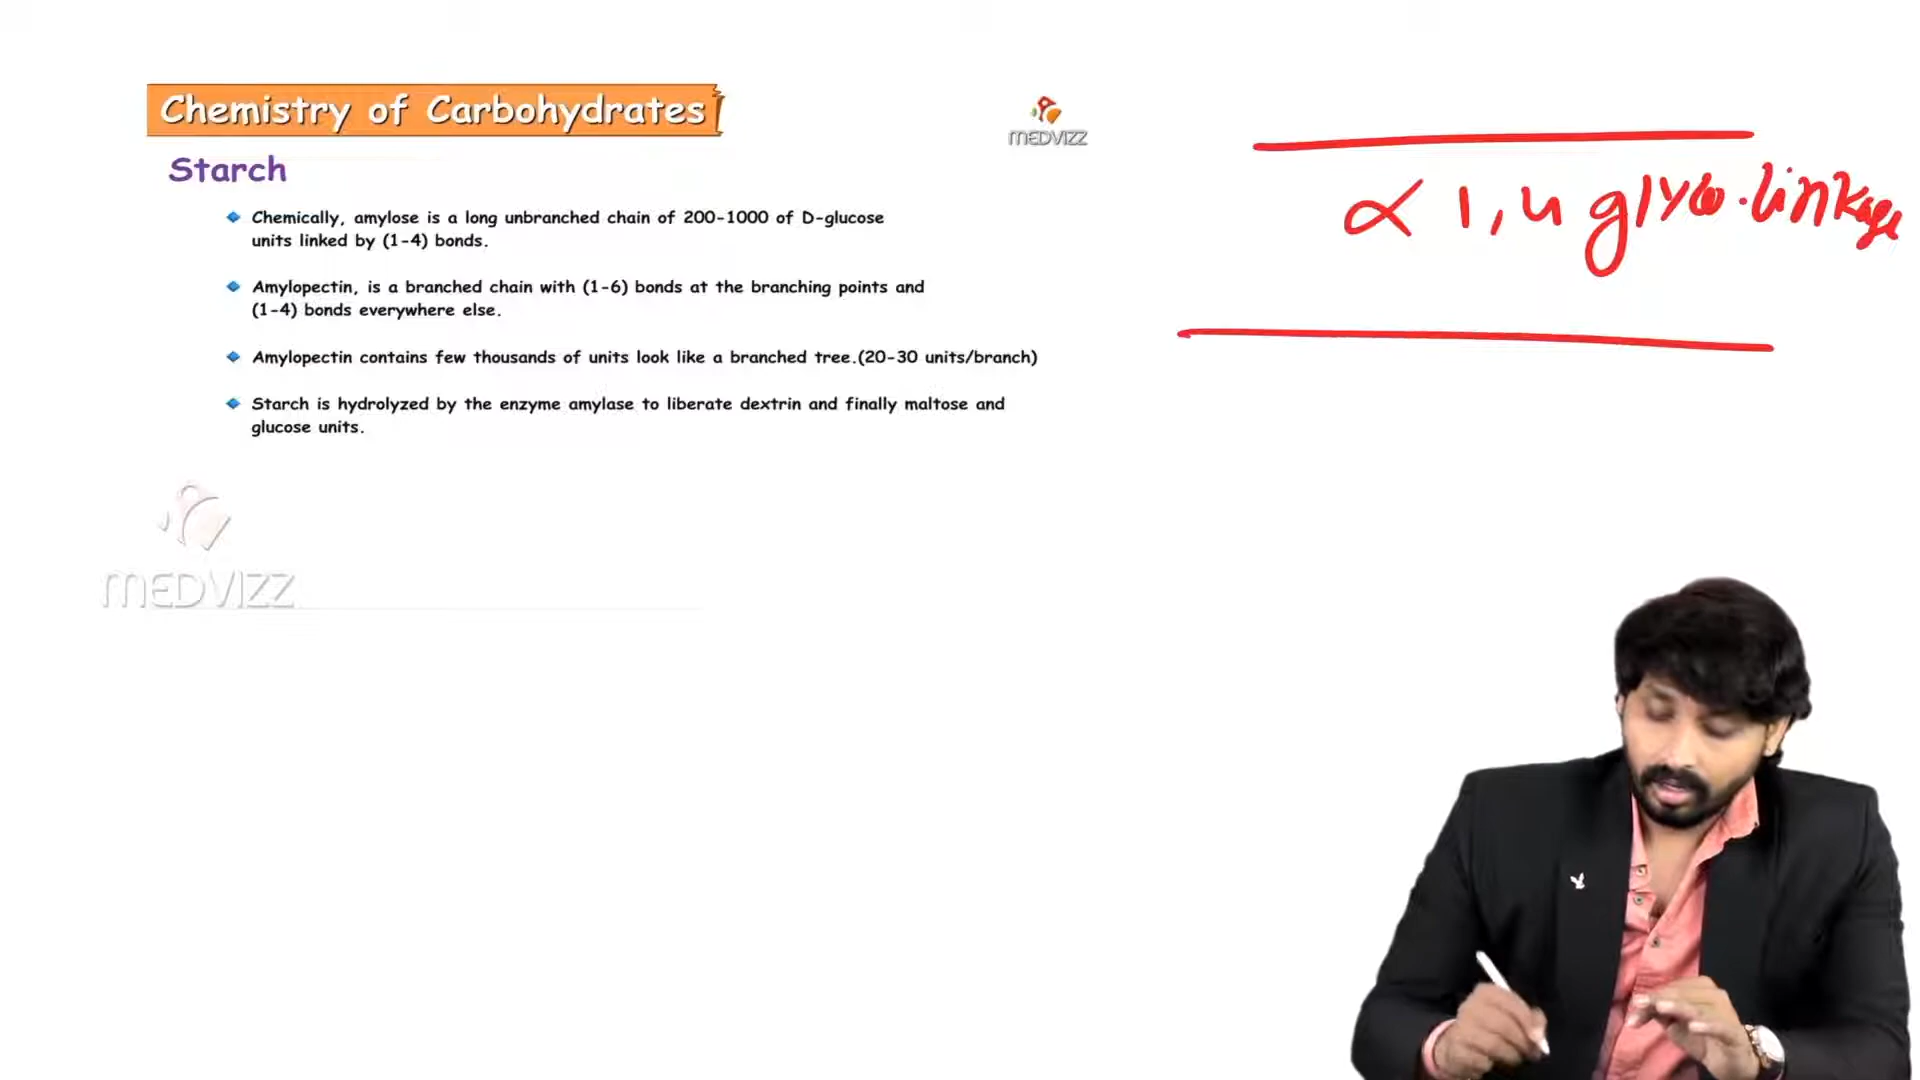 Chemistry of Carbohydrates
MEDVIZZ
Starch
Chemically, amylose is a long unbranched chain of 200-1000 of D-glucose
units linked by (1-4) bonds.
Amylopectin, is a branched chain with (1-6) bonds at the branching points and
(1-4) bonds everywhere else.
Amylopectin contains few thousands of units look like a branched tree.(20-30 units/branch)
Starch is hydrolyzed by the enzyme amylase to liberate dextrin and finally maltose and
glucose units.
MEDVIZZ
α 1,4 glyco.linkage